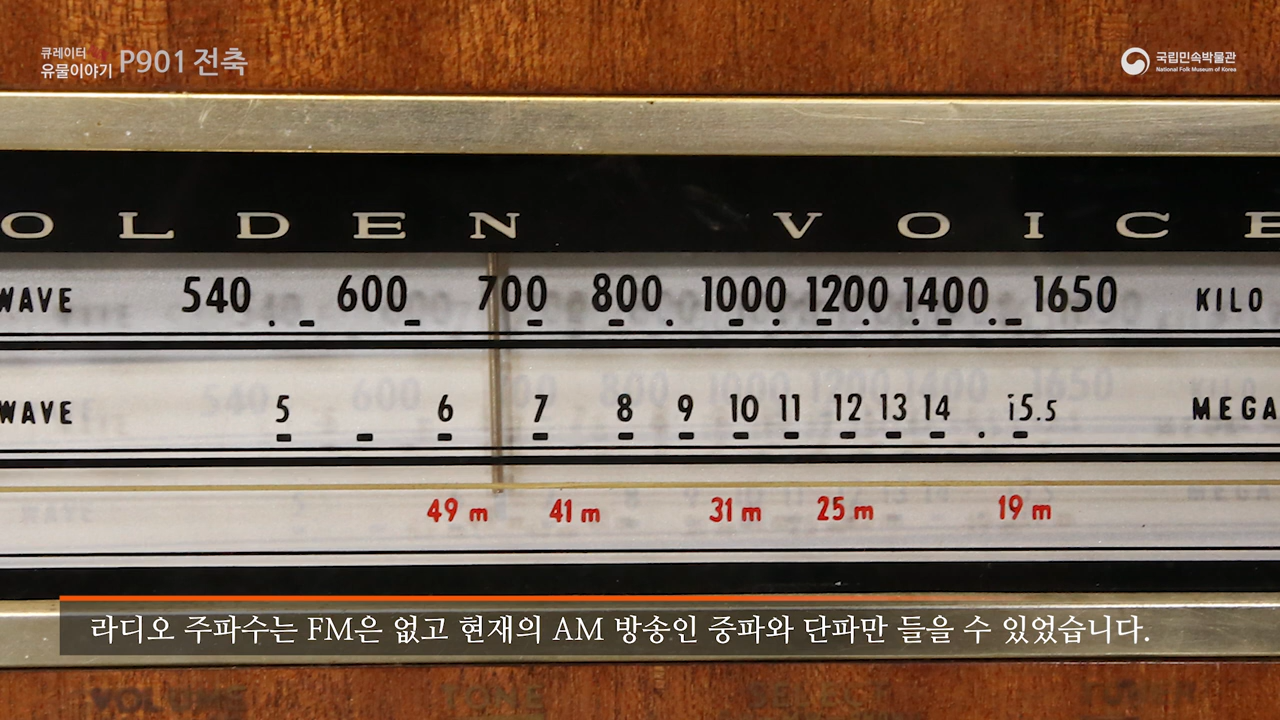 큐레이터
유물이야기 P901 전축
국립민속박물관
National Folk Museum of Korea
OLDEN VOICE
WAVE 540 600 700 800 1000 1200 1400 1650 KILO
WAVE 5 6 7 8 9 10 11 12 13 14 15.5 MEGA
49 m 41 m 31 m 25 m 19 m
라디오 주파수는 FM은 없고 현재의 AM 방송인 중파와 단파만 들을 수 있었습니다.
VOLUME TONE SELECT TUNER